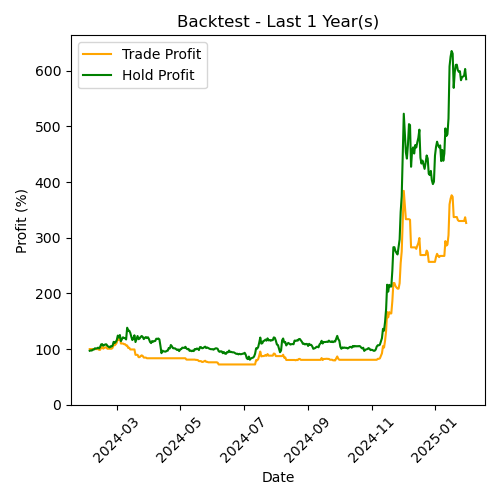 Backtest - Last 1 Year(s)
Trade Profit
Hold Profit
Profit (%)
600
500
400
300
200
100
0
2024-03
2024-05
2024-07
2024-09
2024-11
2025-01
Date